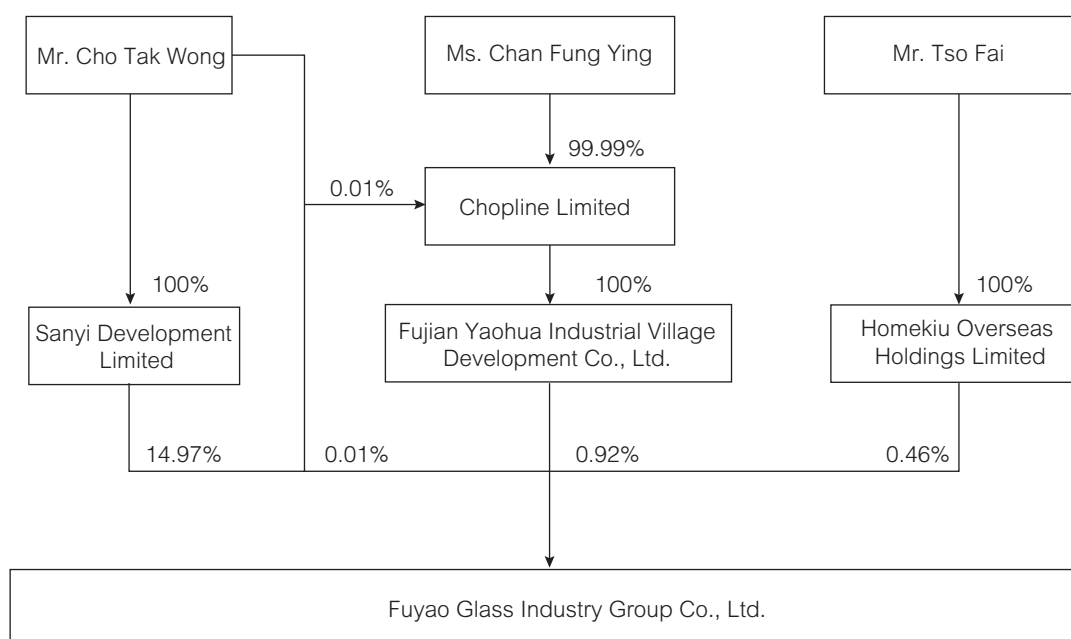 Mr. Cho Tak Wong
Ms. Chan Fung Ying
Mr. Tso Fai
99.99%
0.01%
Chopline Limited
100%
100%
100%
Sanyi Development
Limited
Fujian Yaohua Industrial Village
Development Co., Ltd.
Homekiu Overseas
Holdings Limited
14.97%
0.01%
0.92%
0.46%
Fuyao Glass Industry Group Co., Ltd.